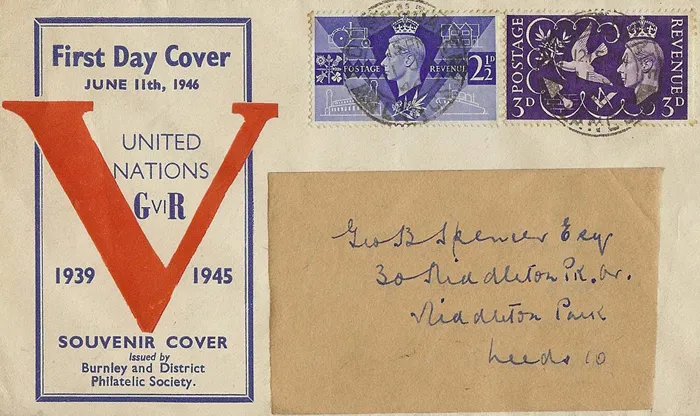 First Day Cover
JUNE 11th, 1946
UNITED
NATIONS
GVIR
1939 1945
SOUVENIR COVER
Issued by
Burnley and District
Philatelic Society.
POSTAGE REVENUE 2½D
POSTAGE REVENUE
3D 3D
Geo B Spencer Esq
30 Middleton Pk. Av.
Middleton Park
Leeds 10